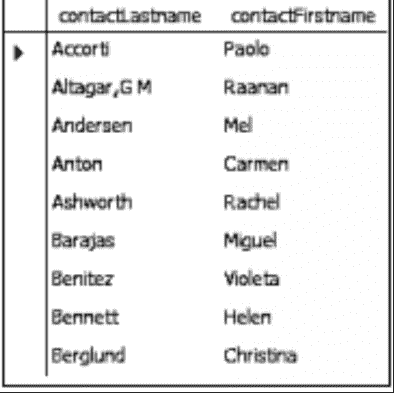 contactLastname contactFirstname
Accorti Paolo
Altagar,G M Raanan
Andersen Mel
Anton Carmen
Ashworth Rachel
Barajas Miguel
Benitez Violeta
Bennett Helen
Berglund Christina